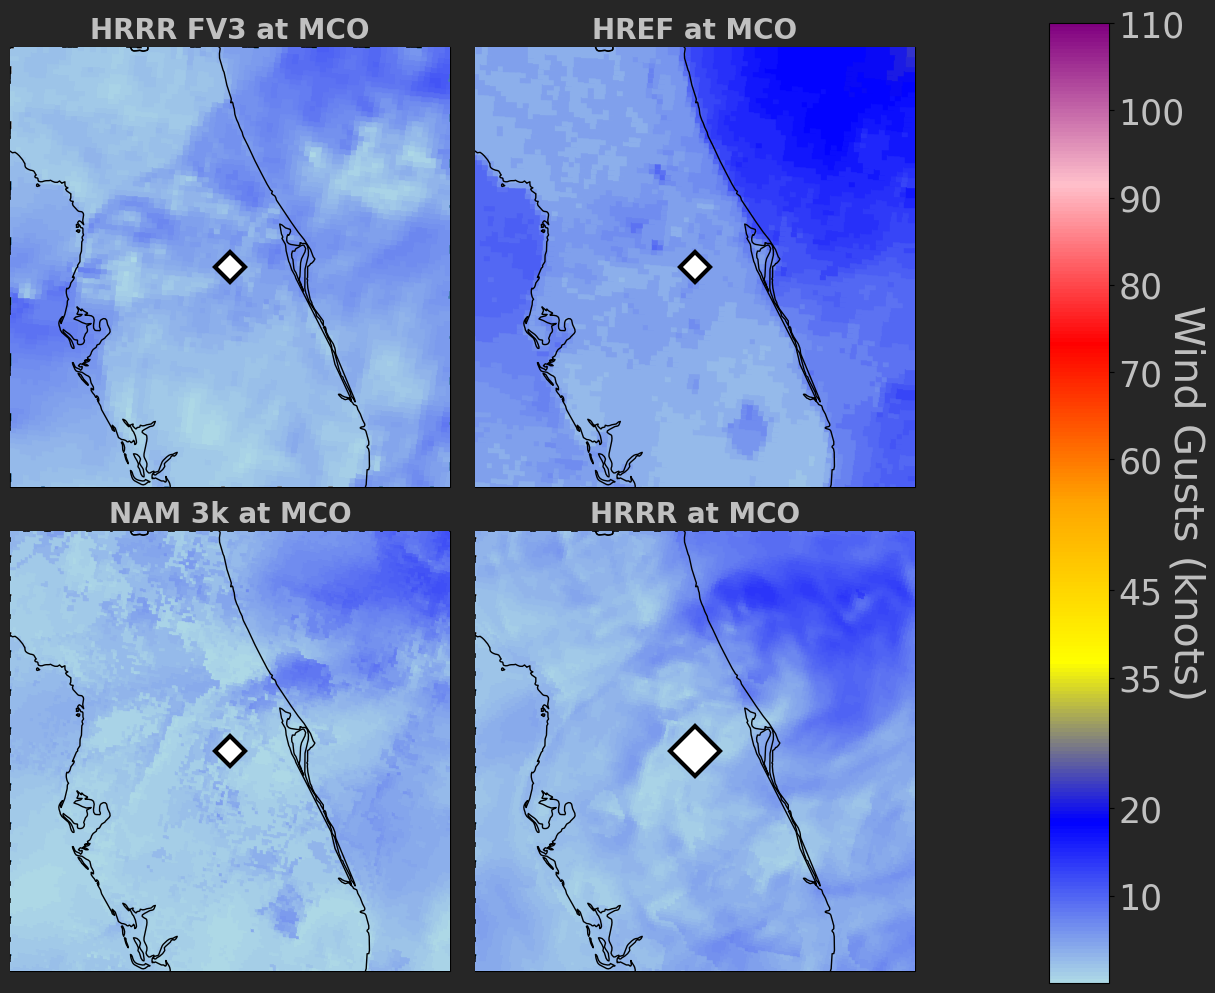 HRRR FV3 at MCO
HREF at MCO
NAM 3k at MCO
HRRR at MCO
110
100
90
80
70
60
45
35
20
10
Wind Gusts (knots)